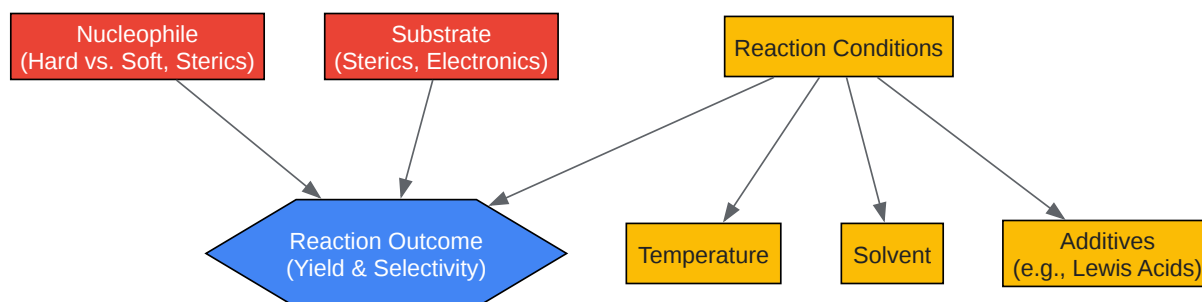 Nucleophile
(Hard vs. Soft, Sterics)
Substrate
(Sterics, Electronics)
Reaction Conditions
Reaction Outcome
(Yield & Selectivity)
Temperature
Solvent
Additives
(e.g., Lewis Acids)